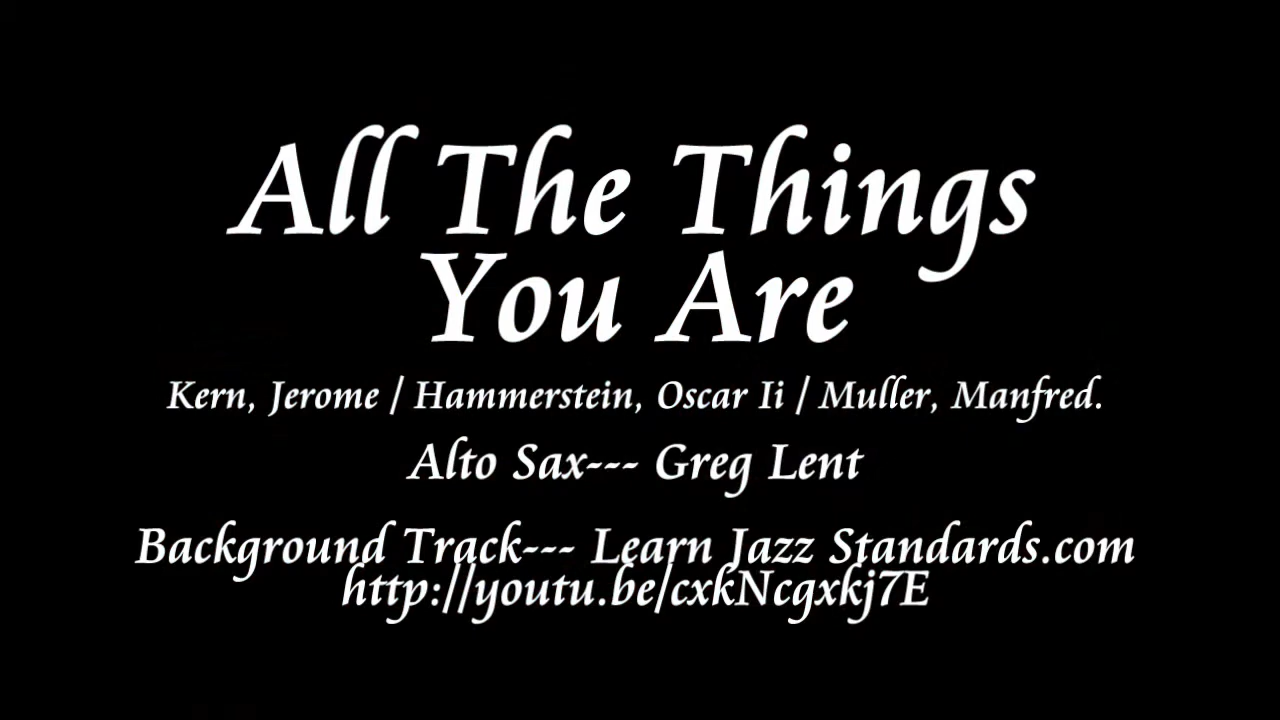 All The Things
You Are
Kern, Jerome / Hammerstein, Oscar Ii / Muller, Manfred.
Alto Sax--- Greg Lent
Background Track--- Learn Jazz Standards.com
http://youtu.be/cxkNcgxkj7E